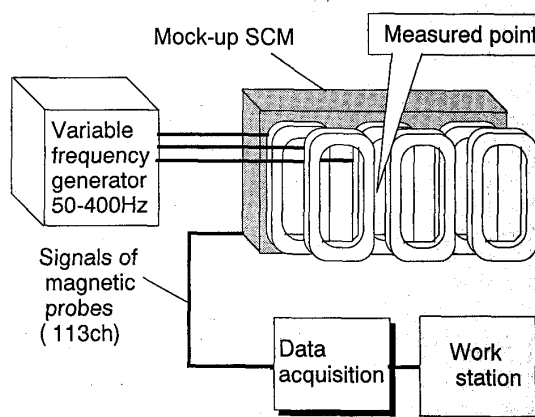 Mock-up SCM
Measured point
Variable
frequency
generator
50-400Hz
Signals of
magnetic
probes
( 113ch)
Data
acquisition
Work
station